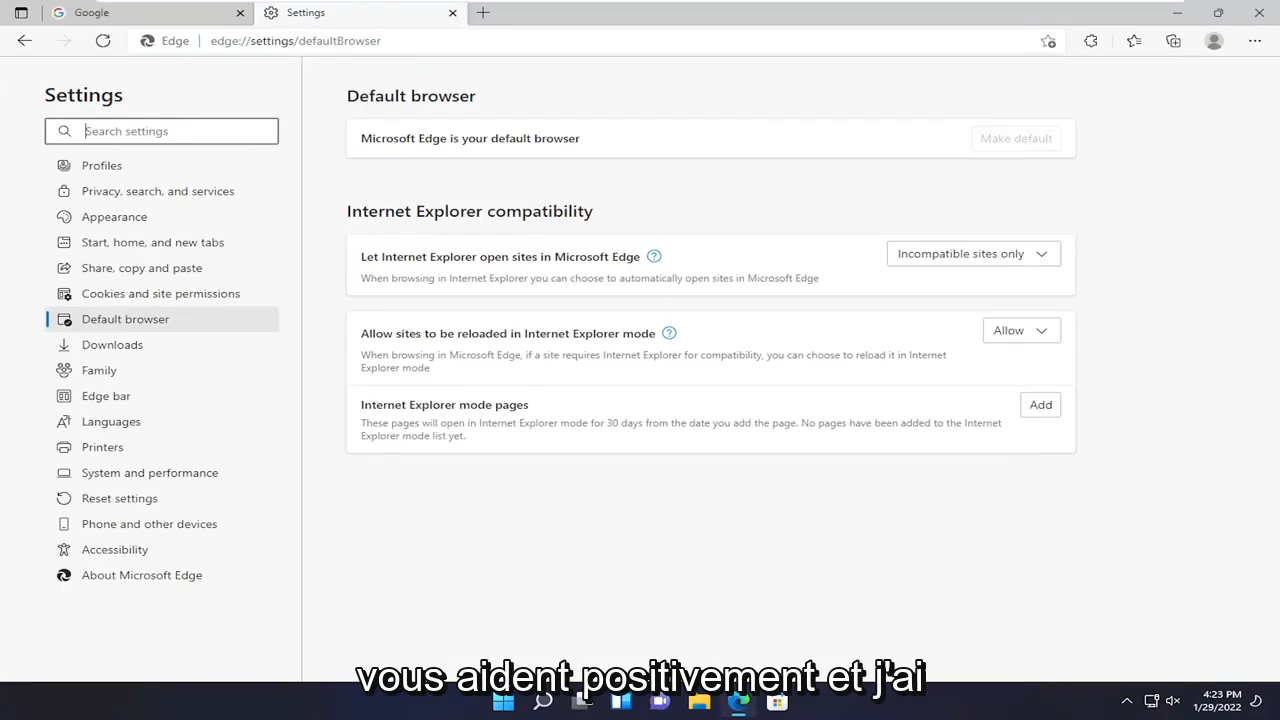 Google
Settings
Edge
edge://settings/defaultBrowser
Settings
Search settings
Profiles
Privacy, search, and services
Appearance
Start, home, and new tabs
Share, copy and paste
Cookies and site permissions
Default browser
Downloads
Family
Edge bar
Languages
Printers
System and performance
Reset settings
Phone and other devices
Accessibility
About Microsoft Edge
Default browser
Microsoft Edge is your default browser
Make default
Internet Explorer compatibility
Let Internet Explorer open sites in Microsoft Edge
Incompatible sites only
When browsing in Internet Explorer you can choose to automatically open sites in Microsoft Edge
Allow sites to be reloaded in Internet Explorer mode
Allow
When browsing in Microsoft Edge, if a site requires Internet Explorer for compatibility, you can choose to reload it in Internet
Explorer mode
Internet Explorer mode pages
Add
These pages will open in Internet Explorer mode for 30 days from the date you add the page. No pages have been added to the Internet
Explorer mode list yet.
vous aident positivement et j'ai
4:23 PM
1/29/2022